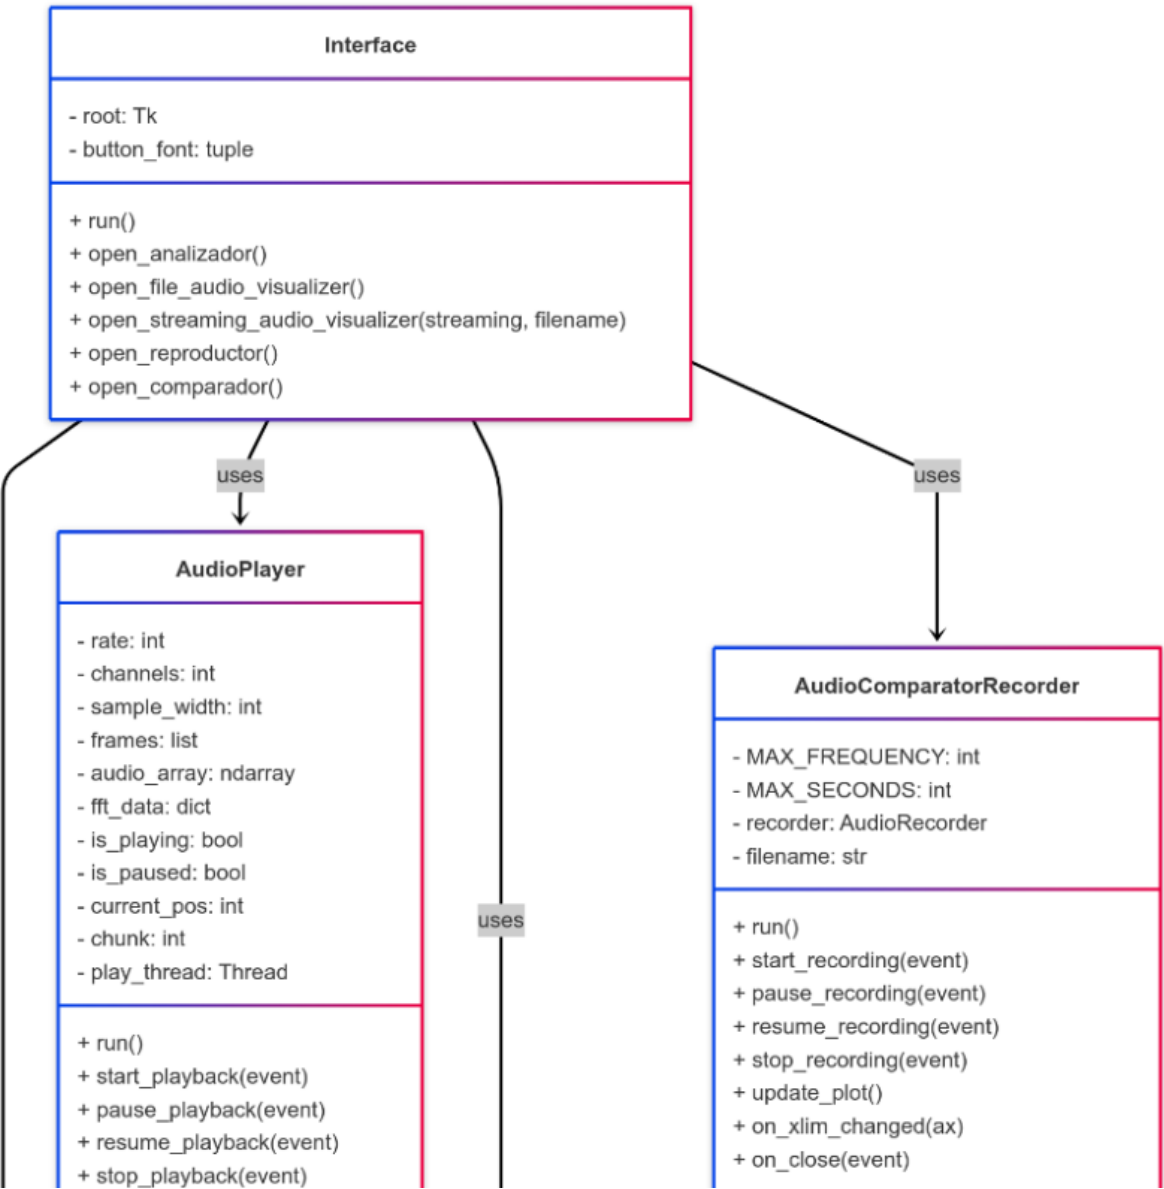 Interface
- root: Tk
- button_font: tuple
+ run()
+ open_analizador()
+ open_file_audio_visualizer()
+ open_streaming_audio_visualizer(streaming, filename)
+ open_reproductor()
+ open_comparador()
uses
uses
AudioPlayer
- rate: int
- channels: int
- sample_width: int
- frames: list
- audio_array: ndarray
- fft_data: dict
- is_playing: bool
- is_paused: bool
- current_pos: int
- chunk: int
- play_thread: Thread
+ run()
+ start_playback(event)
+ pause_playback(event)
+ resume_playback(event)
+ stop_playback(event)
uses
AudioComparatorRecorder
- MAX_FREQUENCY: int
- MAX_SECONDS: int
- recorder: AudioRecorder
- filename: str
+ run()
+ start_recording(event)
+ pause_recording(event)
+ resume_recording(event)
+ stop_recording(event)
+ update_plot()
+ on_xlim_changed(ax)
+ on_close(event)